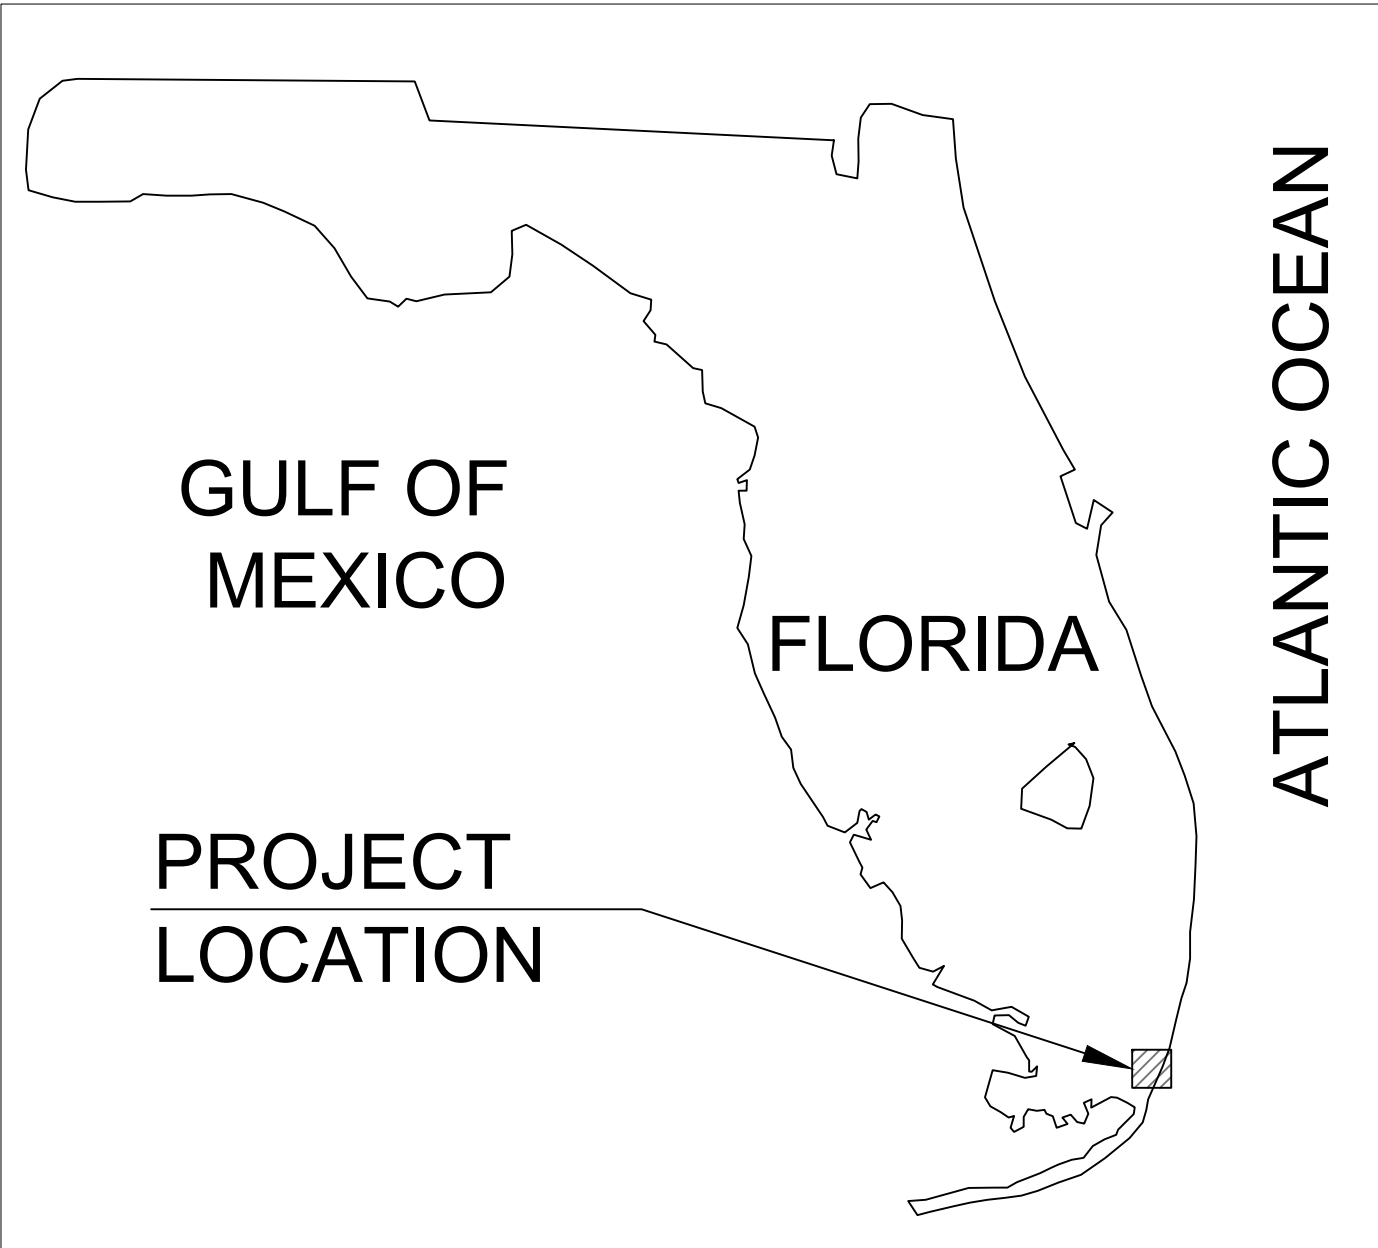 GULF OF
MEXICO
FLORIDA
ATLANTIC OCEAN
PROJECT
LOCATION